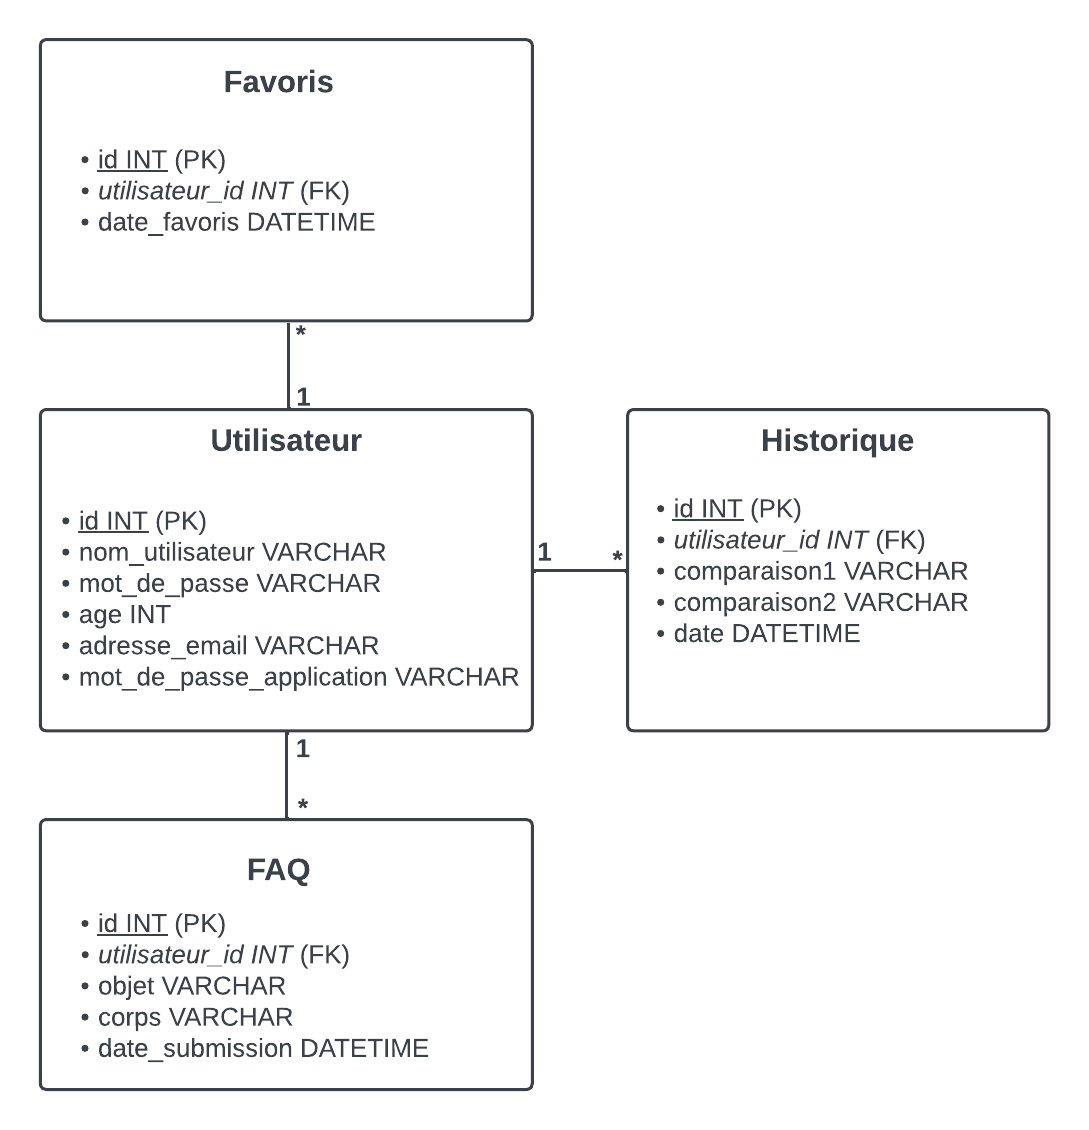 Favoris
• id INT (PK)
• utilisateur_id INT (FK)
• date_favoris DATETIME
*
1
Utilisateur
• id INT (PK)
• nom_utilisateur VARCHAR
• mot_de_passe VARCHAR
• age INT
• adresse_email VARCHAR
• mot_de_passe_application VARCHAR
1
*
Historique
• id INT (PK)
• utilisateur_id INT (FK)
• comparaison1 VARCHAR
• comparaison2 VARCHAR
• date DATETIME
1
*
FAQ
• id INT (PK)
• utilisateur_id INT (FK)
• objet VARCHAR
• corps VARCHAR
• date_submission DATETIME